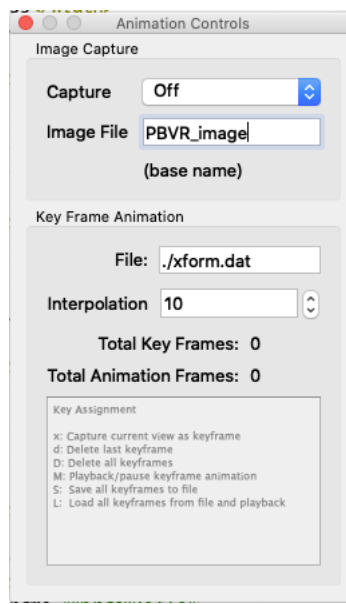 Animation Controls
Image Capture
Capture Off
Image File PBVR_image
(base name)
Key Frame Animation
File: ./xform.dat
Interpolation 10
Total Key Frames: 0
Total Animation Frames: 0
Key Assignment
x: Capture current view as keyframe
d: Delete last keyframe
D: Delete all keyframes
M: Playback/pause keyframe animation
S: Save all keyframes to file
L: Load all keyframes from file and playback